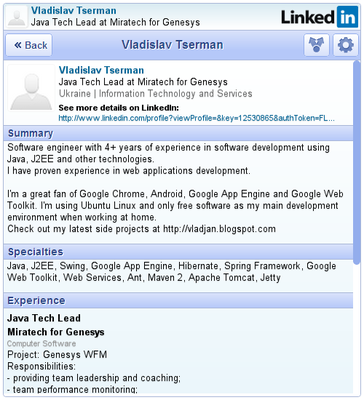 Vladislav Tserman
Java Tech Lead at Miratech for Genesys
Linked in
« Back
Vladislav Tserman
Vladislav Tserman
Java Tech Lead at Miratech for Genesys
Ukraine | Information Technology and Services
See more details on LinkedIn:
http://www.linkedin.com/profile?viewProfile=&key=12530865&authToken=FL...
Summary
Software engineer with 4+ years of experience in software development using
Java, J2EE and other technologies.
I have proven experience in web applications development.
I'm a great fan of Google Chrome, Android, Google App Engine and Google Web
Toolkit. I'm using Ubuntu Linux and only free software as my main development
environment when working at home.
Check out my latest side projects at http://vladjan.blogspot.com
Specialties
Java, J2EE, Swing, Google App Engine, Hibernate, Spring Framework, Google
Web Toolkit, Web Services, Ant, Maven 2, Apache Tomcat, Jetty
Experience
Java Tech Lead
Miratech for Genesys
Computer Software
Project: Genesys WFM
Responsibilities:
- providing team leadership and coaching;
- team performance monitoring;